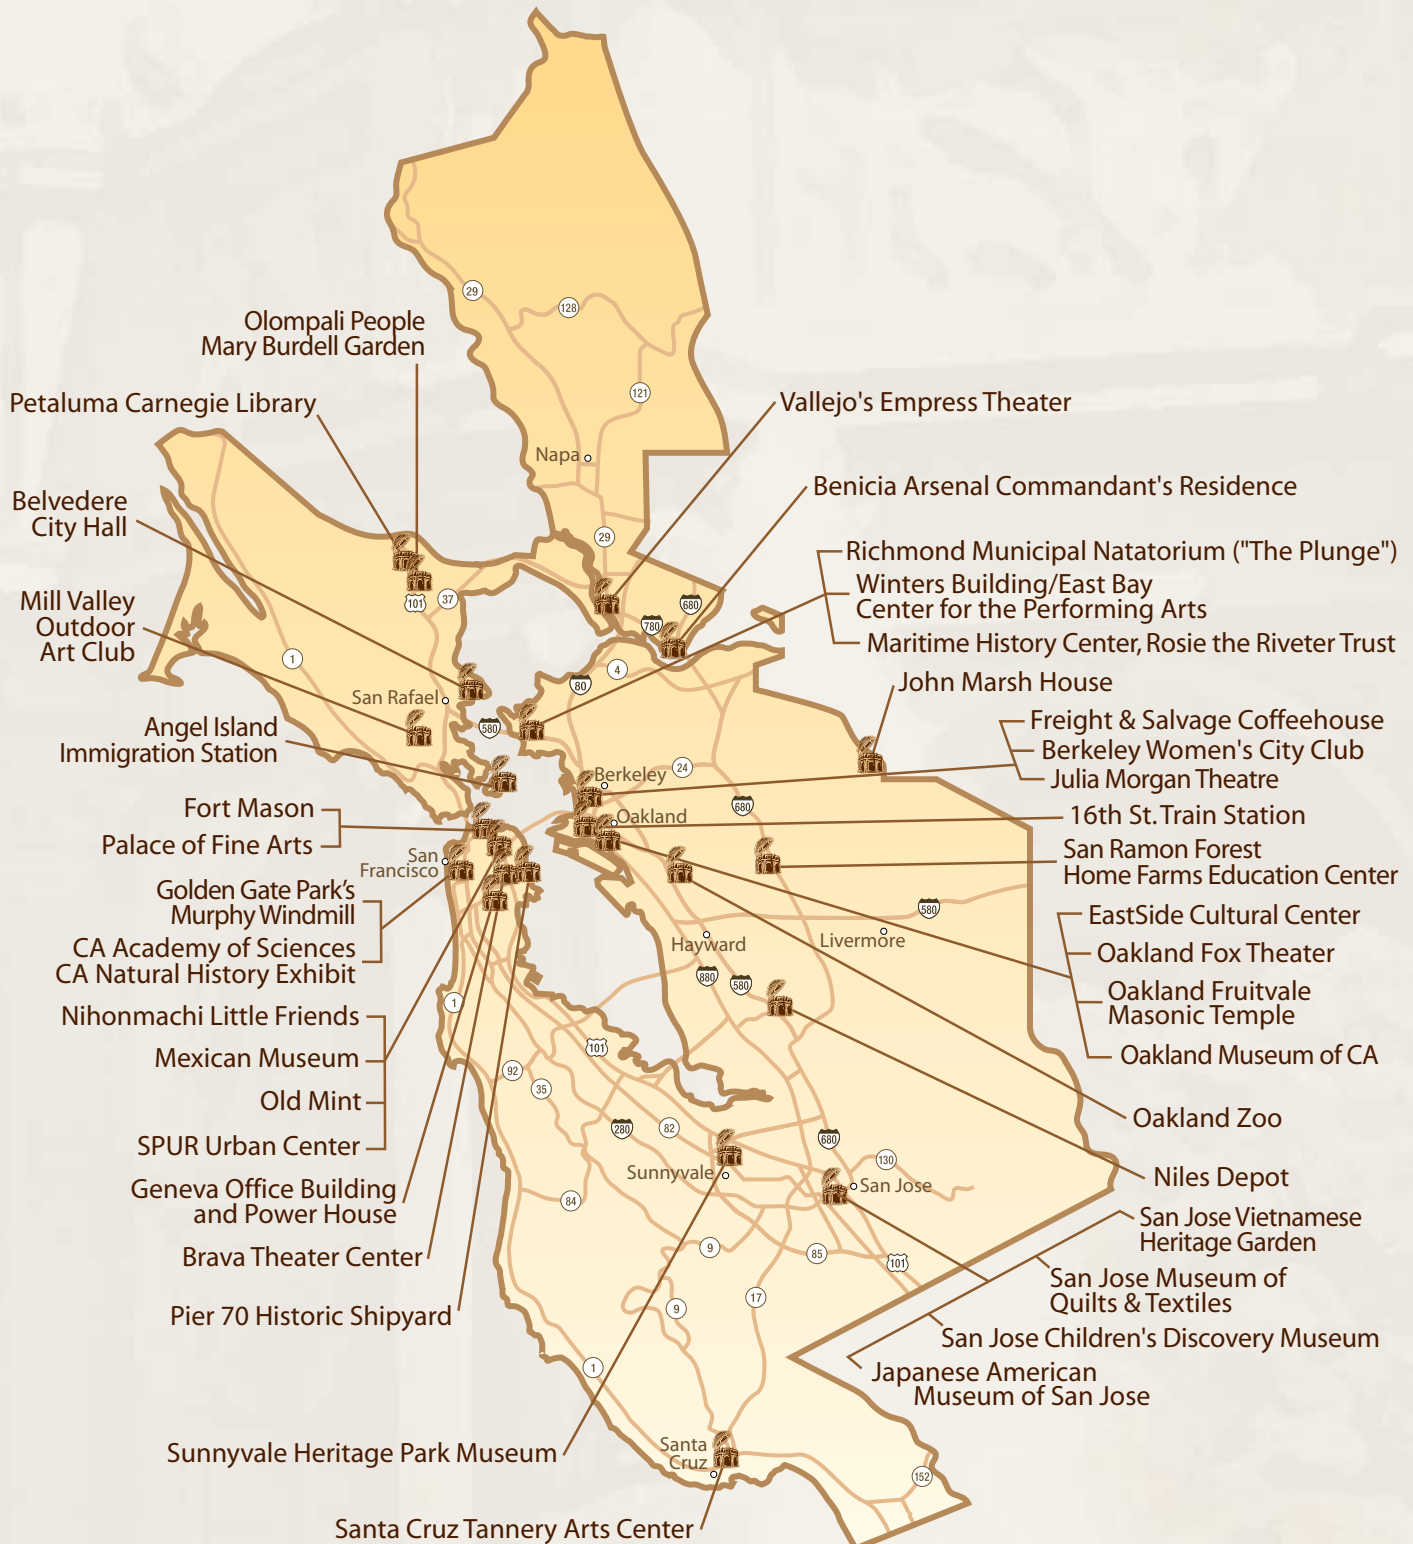 29
128
Olompali People
Mary Burdell Garden
121
Petaluma Carnegie Library
Vallejo's Empress Theater
Napa
Belvedere
City Hall
Benicia Arsenal Commandant's Residence
29
Richmond Municipal Natatorium ("The Plunge")
Winters Building/East Bay
Center for the Performing Arts
Maritime History Center, Rosie the Riveter Trust
101
37
680
780
Mill Valley
Outdoor
Art Club
1
4
80
San Rafael
580
John Marsh House
Angel Island
Immigration Station
Freight & Salvage Coffeehouse
Berkeley Women's City Club
Julia Morgan Theatre
24
Berkeley
680
Fort Mason
Palace of Fine Arts
Oakland
16th St. Train Station
San
Francisco
San Ramon Forest
Home Farms Education Center
Golden Gate Park's
Murphy Windmill
CA Academy of Sciences
CA Natural History Exhibit
580
Hayward
Livermore
EastSide Cultural Center
Oakland Fox Theater
Oakland Fruitvale
Masonic Temple
Oakland Museum of CA
880
580
1
Nihonmachi Little Friends
Mexican Museum
Old Mint
SPUR Urban Center
101
92
35
280
82
680
130
Oakland Zoo
Sunnyvale
San Jose
Niles Depot
Geneva Office Building
and Power House
84
Brava Theater Center
9
85
101
San Jose Vietnamese
Heritage Garden
San Jose Museum of
Quilts & Textiles
Pier 70 Historic Shipyard
9
17
San Jose Children's Discovery Museum
1
Japanese American
Museum of San Jose
Sunnyvale Heritage Park Museum
Santa
Cruz
152
Santa Cruz Tannery Arts Center